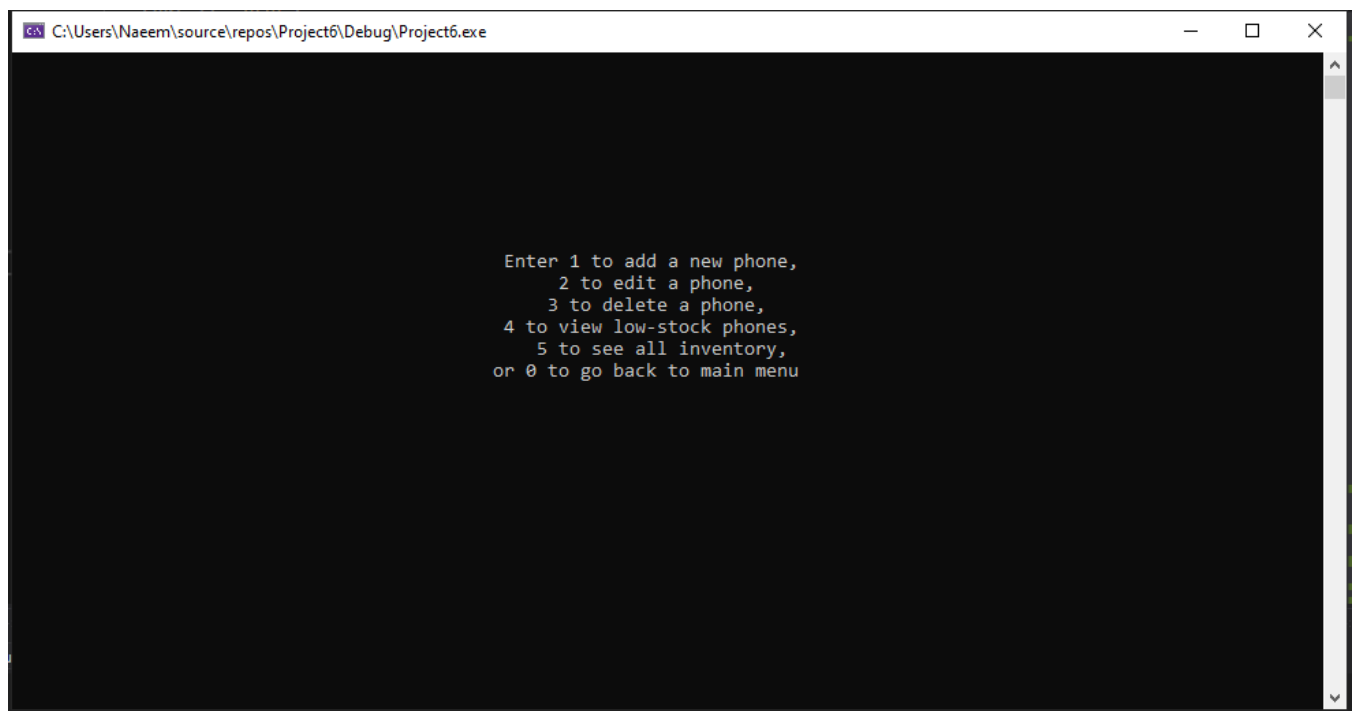 C:\Users\Naeem\source\repos\Project6\Debug\Project6.exe
Enter 1 to add a new phone,
2 to edit a phone,
3 to delete a phone,
4 to view low-stock phones,
5 to see all inventory,
or 0 to go back to main menu